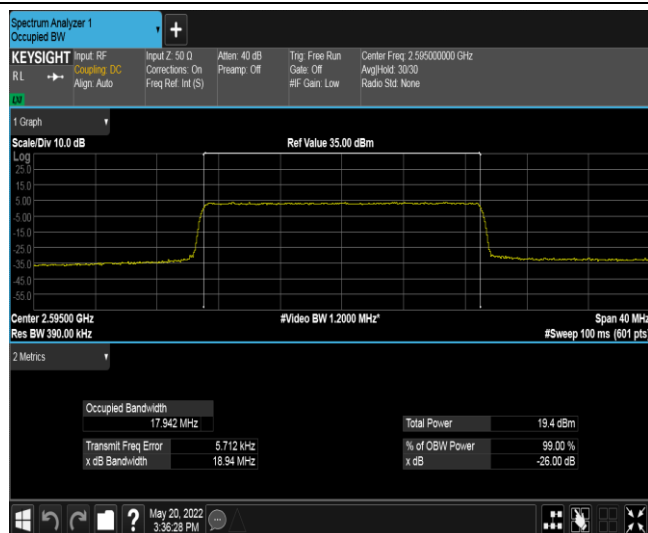 Spectrum Analyzer 1
Occupied BW
+
KEYSIGHT
RL
LXI
Input: RF
Coupling: DC
Align: Auto
Input Z: 50 Ω
Corrections: On
Freq Ref: Int (S)
Atten: 40 dB
Preamp: Off
Trig: Free Run
Gate: Off
#IF Gain: Low
Center Freq: 2.595000000 GHz
Avg|Hold: 30/30
Radio Std: None
1 Graph
Scale/Div 10.0 dB
Ref Value 35.00 dBm
Log
25.0
15.0
5.00
-5.00
-15.0
-25.0
-35.0
-45.0
-55.0
Center 2.59500 GHz
#Video BW 1.2000 MHz*
Span 40 MHz
Res BW 390.00 kHz
#Sweep 100 ms (601 pts
2 Metrics
Occupied Bandwidth
17.942 MHz
Total Power 19.4 dBm
Transmit Freq Error 5.712 kHz
% of OBW Power 99.00 %
x dB Bandwidth 18.94 MHz
x dB -26.00 dB
?
May 20, 2022
3:36:28 PM